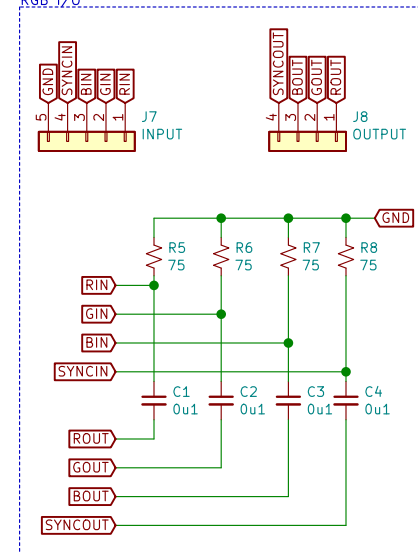 RGB I/O
GND
SYNCIN
BIN
GIN
RIN
5
4
3
2
1
J7
INPUT
SYNCOUT
BOUT
GOUT
ROUT
4
3
2
1
J8
OUTPUT
GND
R5
75
R6
75
R7
75
R8
75
RIN
GIN
BIN
SYNCIN
C1
0u1
C2
0u1
C3
0u1
C4
0u1
ROUT
GOUT
BOUT
SYNCOUT